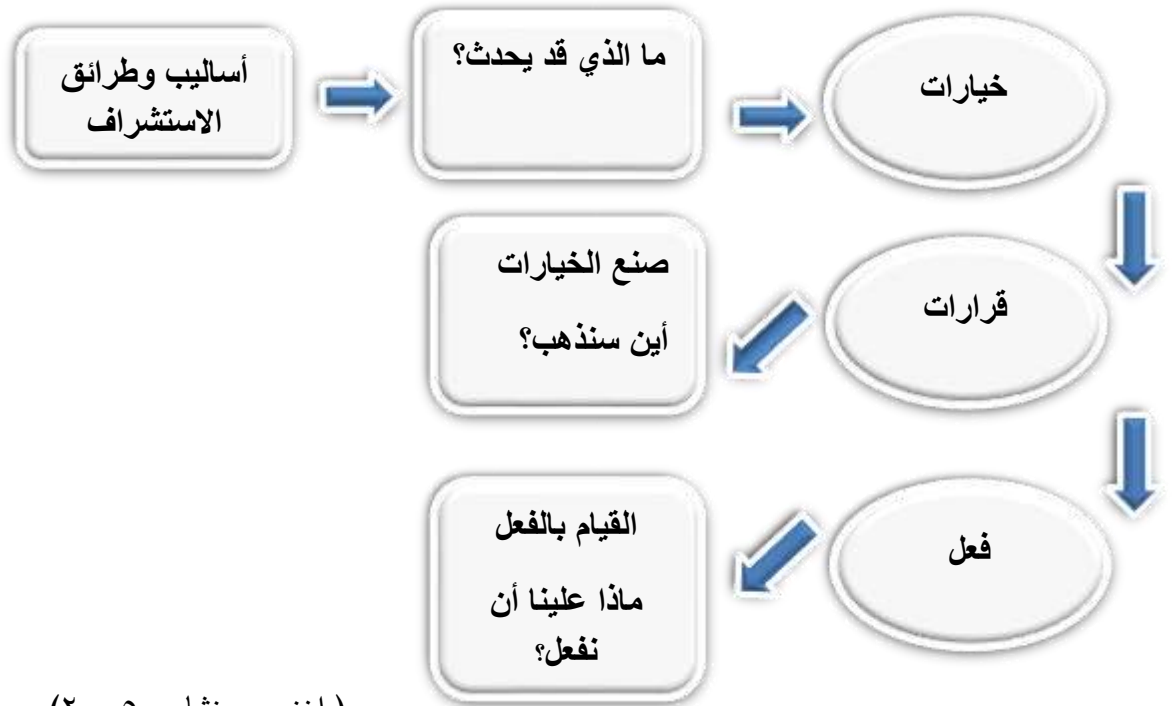 أساليب وطرائق
الاستشراف
ما الذي قد يحدث؟
خيارات
قرارات
صنع الخيارات
أين سنذهب؟
فعل
القيام بالفعل
ماذا علينا أن
نفعل؟